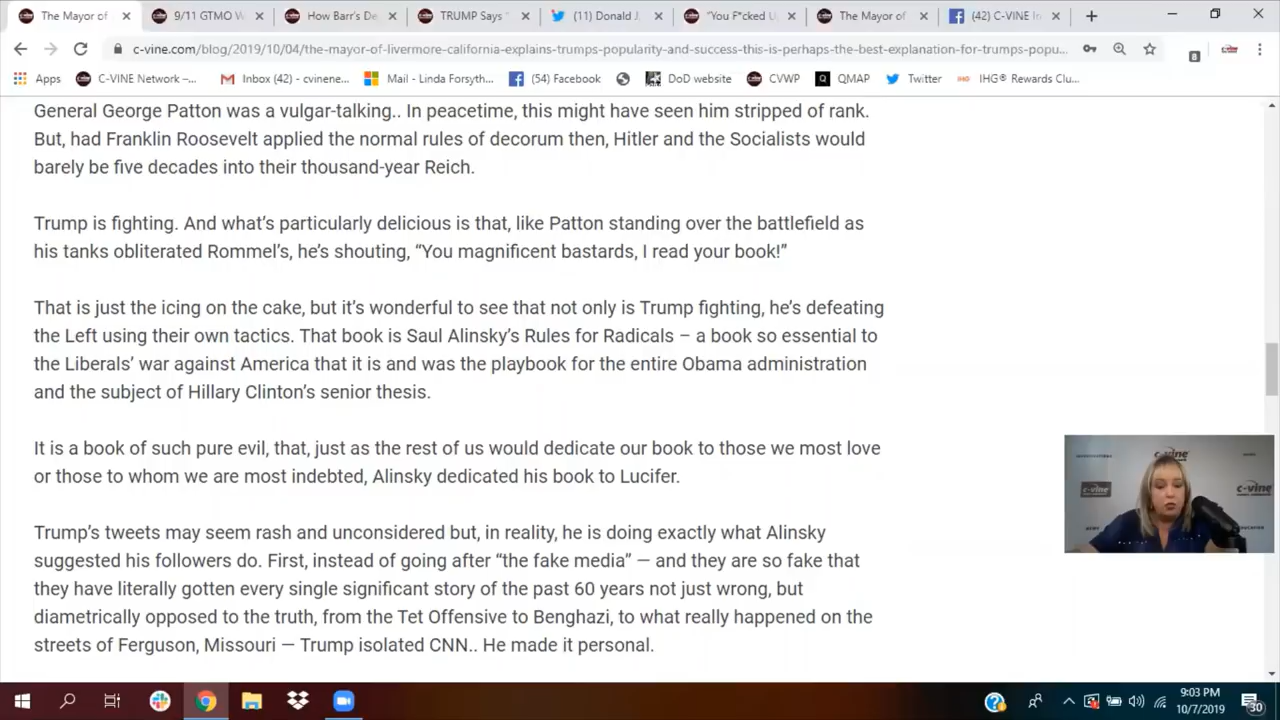 The Mayor of
9/11 GTMO W
How Barr's De
TRUMP Says "
(11) Donald J.
"You F*cked U
The Mayor of
(42) C-VINE In
c-vine.com/blog/2019/10/04/the-mayor-of-livermore-california-explains-trumps-popularity-and-success-this-is-perhaps-the-best-explanation-for-trumps-popu...
8
Apps
C-VINE Network –...
Inbox (42) - cvinene...
Mail - Linda Forsyth...
(54) Facebook
DoD website
CVWP
QMAP
Twitter
IHG® Rewards Clu...
General George Patton was a vulgar-talking.. In peacetime, this might have seen him stripped of rank.
But, had Franklin Roosevelt applied the normal rules of decorum then, Hitler and the Socialists would
barely be five decades into their thousand-year Reich.
Trump is fighting. And what's particularly delicious is that, like Patton standing over the battlefield as
his tanks obliterated Rommel's, he's shouting, “You magnificent bastards, I read your book!”
That is just the icing on the cake, but it's wonderful to see that not only is Trump fighting, he's defeating
the Left using their own tactics. That book is Saul Alinsky's Rules for Radicals – a book so essential to
the Liberals' war against America that it is and was the playbook for the entire Obama administration
and the subject of Hillary Clinton's senior thesis.
It is a book of such pure evil, that, just as the rest of us would dedicate our book to those we most love
or those to whom we are most indebted, Alinsky dedicated his book to Lucifer.
Trump's tweets may seem rash and unconsidered but, in reality, he is doing exactly what Alinsky
suggested his followers do. First, instead of going after “the fake media” — and they are so fake that
they have literally gotten every single significant story of the past 60 years not just wrong, but
diametrically opposed to the truth, from the Tet Offensive to Benghazi, to what really happened on the
streets of Ferguson, Missouri — Trump isolated CNN.. He made it personal.
c-vine
c-vine
c-vine
9:03 PM
10/7/2019
30